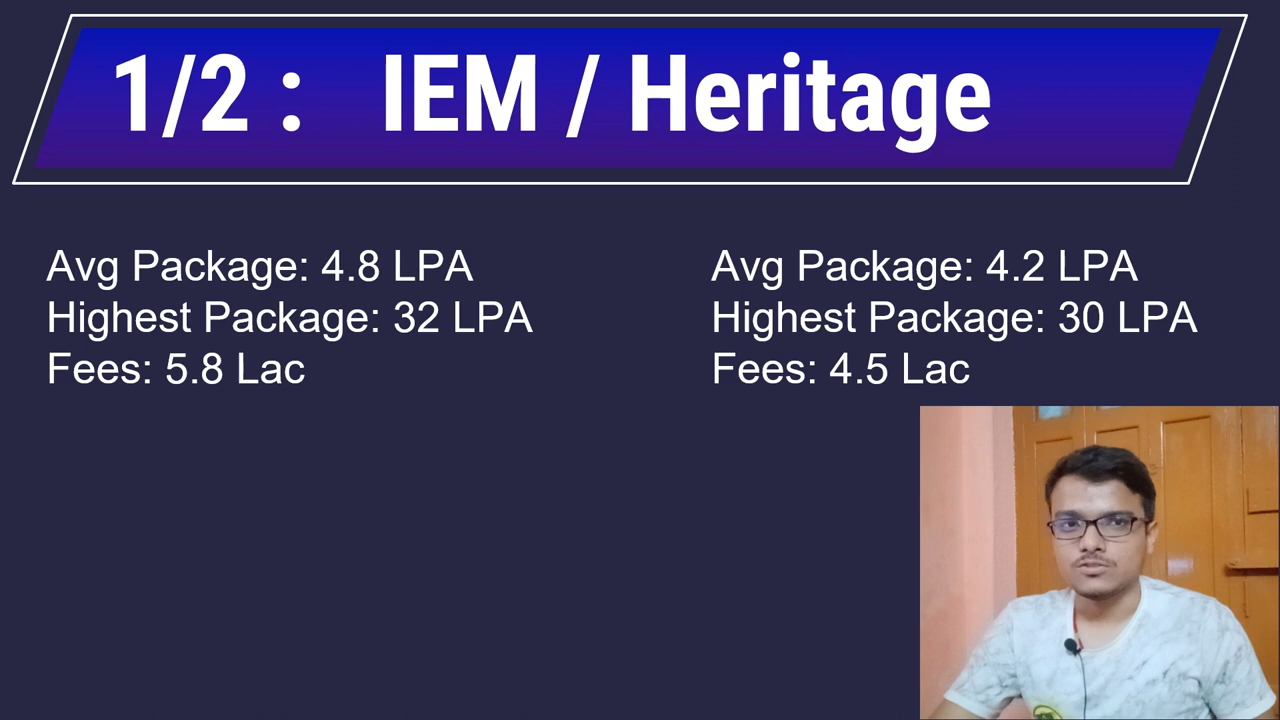 1/2 : IEM / Heritage
Avg Package: 4.8 LPA
Highest Package: 32 LPA
Fees: 5.8 Lac
Avg Package: 4.2 LPA
Highest Package: 30 LPA
Fees: 4.5 Lac